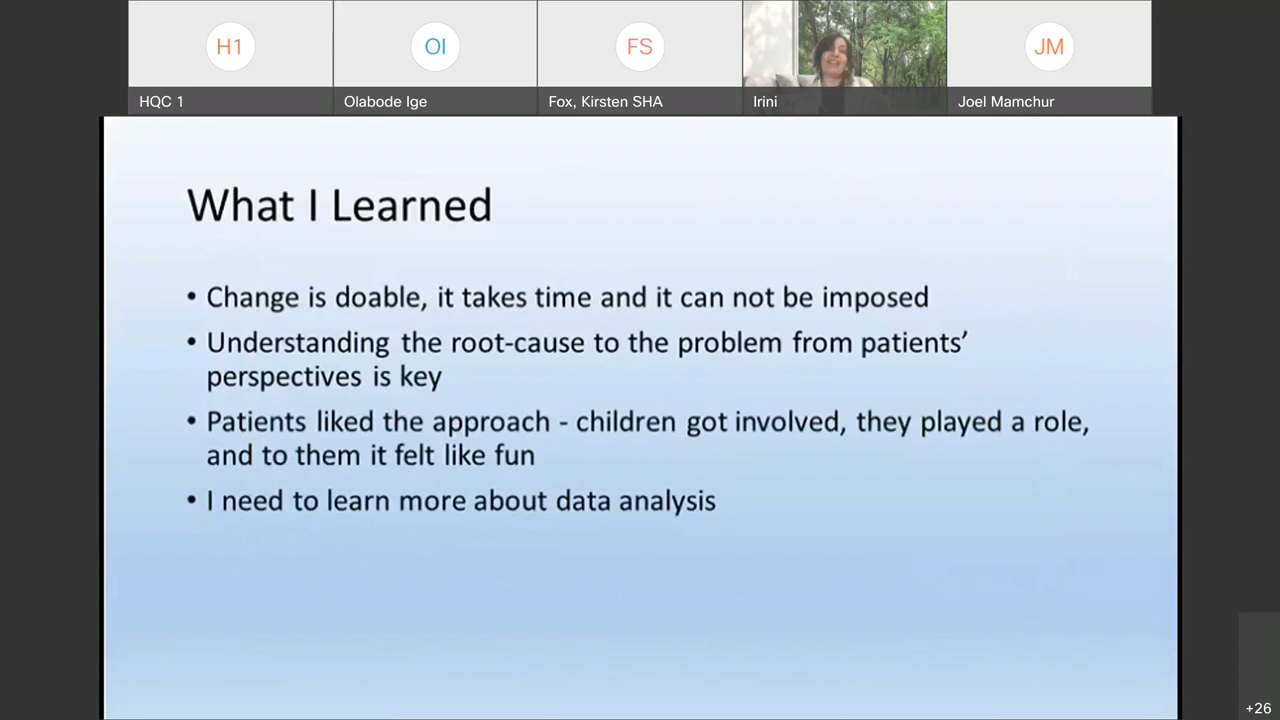 H1
OI
FS
JM
HQC 1
Olabode Ige
Fox, Kirsten SHA
Irini
Joel Mamchur
What I Learned
• Change is doable, it takes time and it can not be imposed
• Understanding the root-cause to the problem from patients’
perspectives is key
• Patients liked the approach - children got involved, they played a role,
and to them it felt like fun
• I need to learn more about data analysis
+26